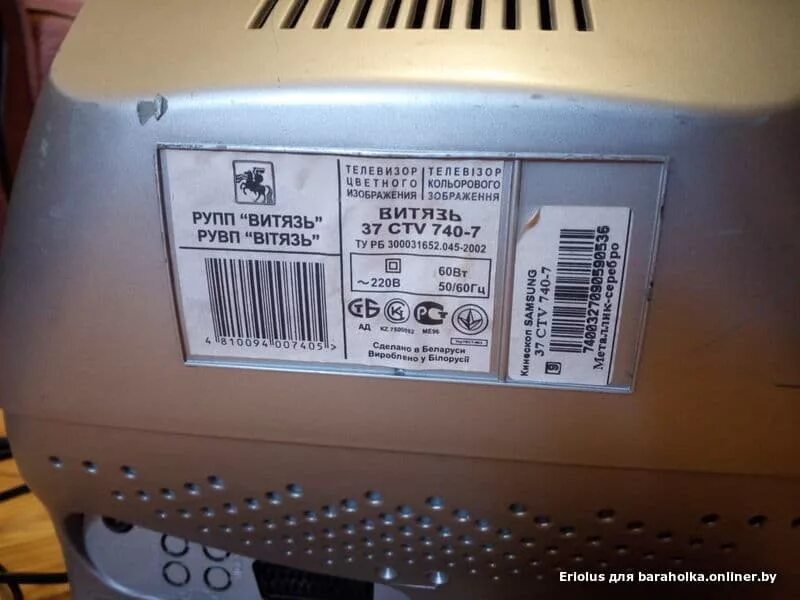 РУПП "ВИТЯЗЬ"
РУВП "ВІТЯЗЬ"
4 810094 007405 >
ТЕЛЕВИЗОР
ЦВЕТНОГО
ИЗОБРАЖЕНИЯ
ТЕЛЕВІЗОР
КОЛЬОРОВОГО
ЗОБРАЖЕННЯ
ВИТЯЗЬ
37 CTV 740-7
ТУ РБ 300031652.045-2002
~220В
60Вт
50/60Гц
АД
МЕ96
Сделано в Беларуси
Вироблено у Білорусії
Кинескоп SAMSUNG
37 CTV 740-7
7400327090590536
Металлик-серебро
Erlolus для baraholka.onliner.by